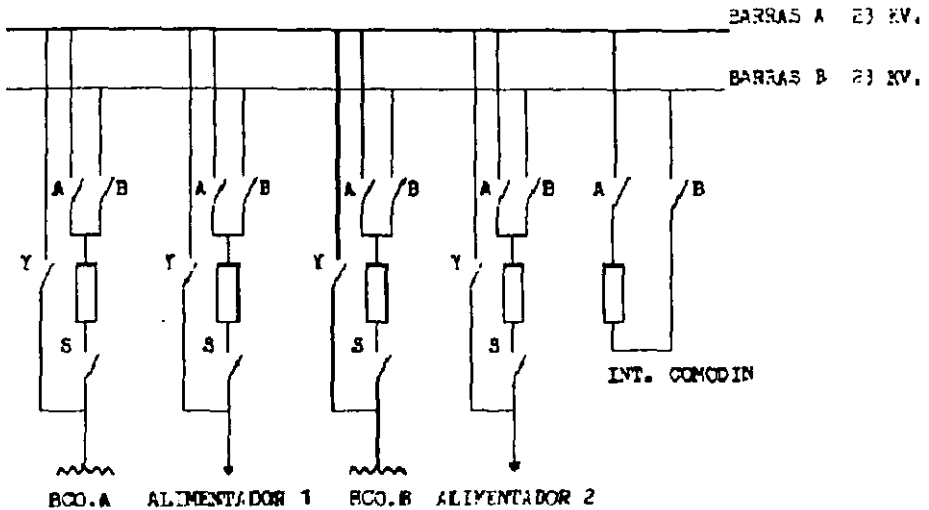 BARRAS A 23 KV.
BARRAS B 23 KV.
A B A B A B A B A B
Y Y Y Y
S S S S
INT. COMODIN
BCO.A ALIMENTADOR 1 BCO.B ALIMENTADOR 2